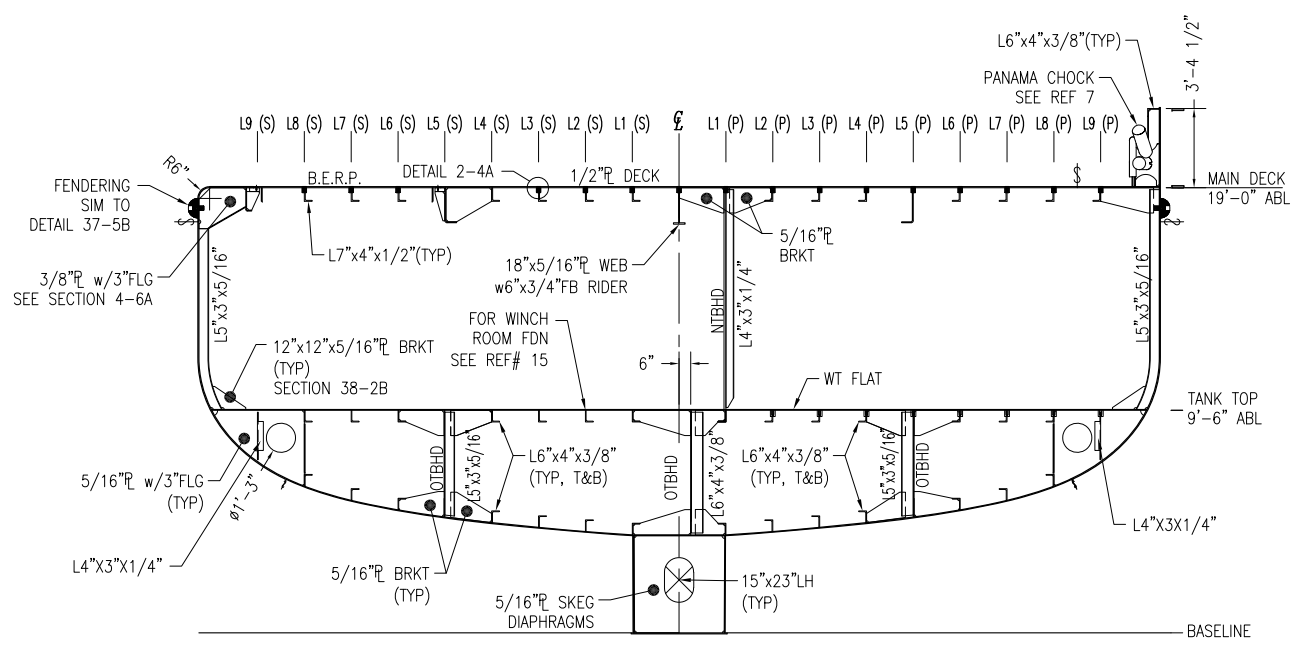 L6"x4"x3/8"(TYP)
3'-4 1/2"
PANAMA CHOCK
SEE REF 7
L9 (S) L8 (S) L7 (S) L6 (S) L5 (S) L4 (S) L3 (S) L2 (S) L1 (S) ℄ L1 (P) L2 (P) L3 (P) L4 (P) L5 (P) L6 (P) L7 (P) L8 (P) L9 (P)
R6"
B.E.R.P.
DETAIL 2-4A
1/2"℔ DECK
FENDERING
SIM TO
DETAIL 37-5B
MAIN DECK
19'-0" ABL
L7"x4"x1/2"(TYP)
5/16"PL
BRKT
3/8"PL w/3"FLG
SEE SECTION 4-6A
18"x5/16"PL WEB
w6"x3/4"FB RIDER
L5"x3"x5/16"
NTBHD
L4"x3"x1/4"
L5"x3"x5/16"
FOR WINCH
ROOM FDN
SEE REF# 15
12"x12"x5/16"PL BRKT
(TYP)
SECTION 38-2B
6"
WT FLAT
TANK TOP
9'-6" ABL
5/16"PL w/3"FLG
(TYP)
ø1'-3"
OTBHD
L5"x3"x5/16"
L6"x4"x3/8"
(TYP, T&B)
OTBHD
L6"x4"x3/8"
L6"x4"x3/8"
(TYP, T&B)
L5"x3"x5/16"
OTBHD
L4"X3X1/4"
L4"X3"X1/4"
5/16"PL BRKT
(TYP)
5/16"PL SKEG
DIAPHRAGMS
15"x23"LH
(TYP)
BASELINE